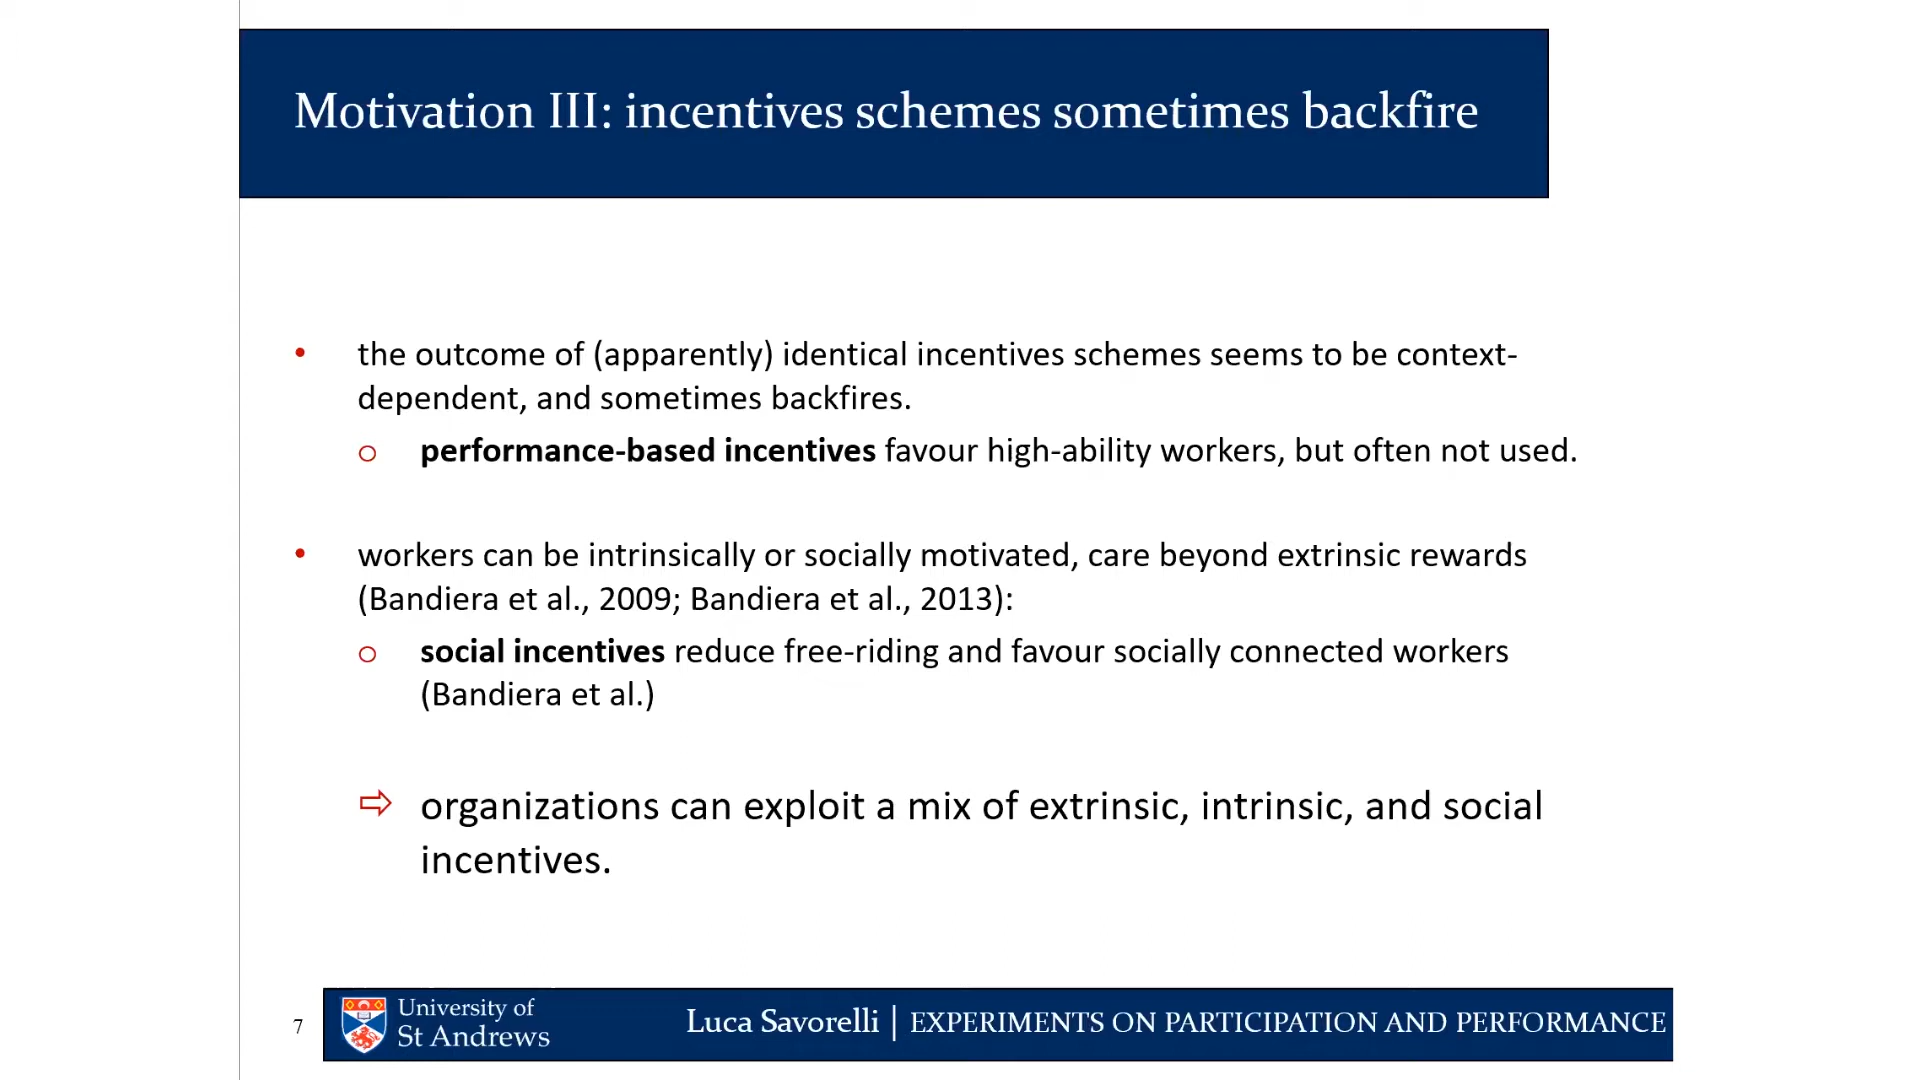 Motivation III: incentives schemes sometimes backfire
• the outcome of (apparently) identical incentives schemes seems to be context-
dependent, and sometimes backfires.
o performance-based incentives favour high-ability workers, but often not used.
• workers can be intrinsically or socially motivated, care beyond extrinsic rewards
(Bandiera et al., 2009; Bandiera et al., 2013):
o social incentives reduce free-riding and favour socially connected workers
(Bandiera et al.)
⇨ organizations can exploit a mix of extrinsic, intrinsic, and social
incentives.
7
University of
St Andrews
Luca Savorelli | EXPERIMENTS ON PARTICIPATION AND PERFORMANCE